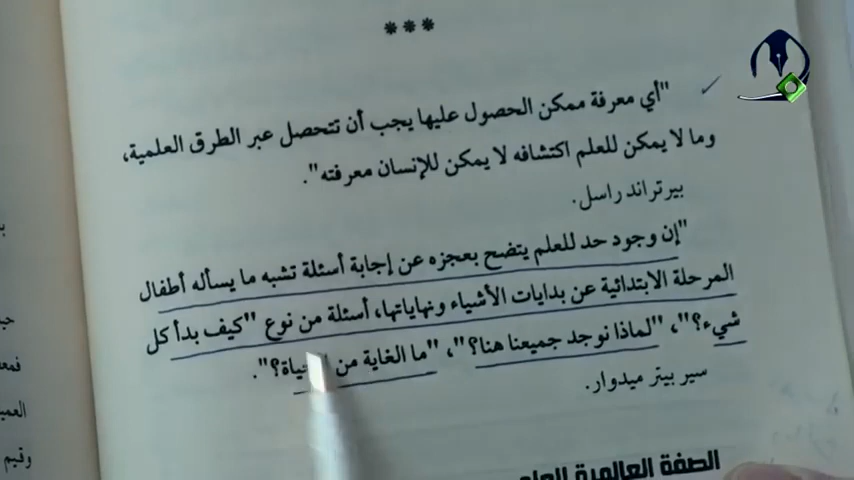 ***
"أي معرفة ممكن الحصول عليها يجب أن تتحصل عبر الطرق العلمية،
وما لا يمكن للعلم اكتشافه لا يمكن للإنسان معرفته".
بيرتراند راسل.
"إن وجود حد للعلم يتضح بعجزه عن إجابة أسئلة تشبه ما يسأله أطفال
المرحلة الابتدائية عن بدايات الأشياء ونهاياتها، أسئلة من نوع "كيف بدأ كل
شيء؟"، "لماذا نوجد جميعنا هنا؟"، "ما الغاية من الحياة؟".
سير بيتر ميدوار.
الصفة العالمية
وقيم